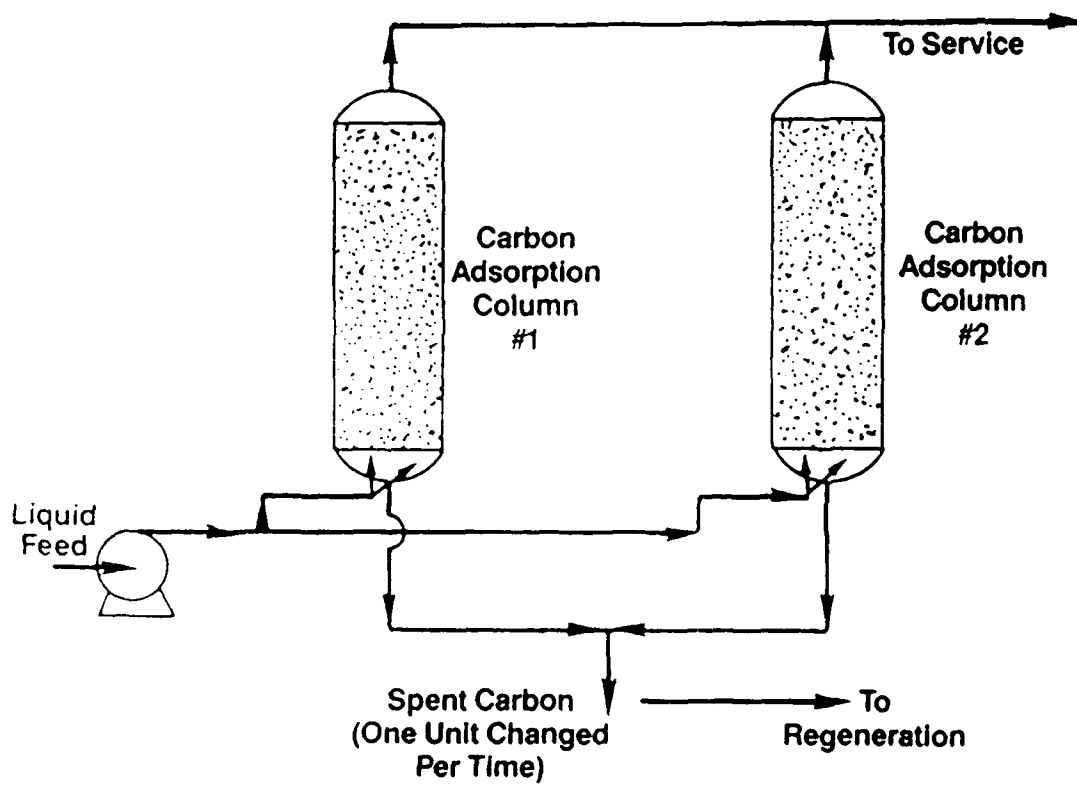 To Service
Carbon
Adsorption
Column
#1
Carbon
Adsorption
Column
#2
Liquid
Feed
Spent Carbon
(One Unit Changed
Per Time)
To
Regeneration